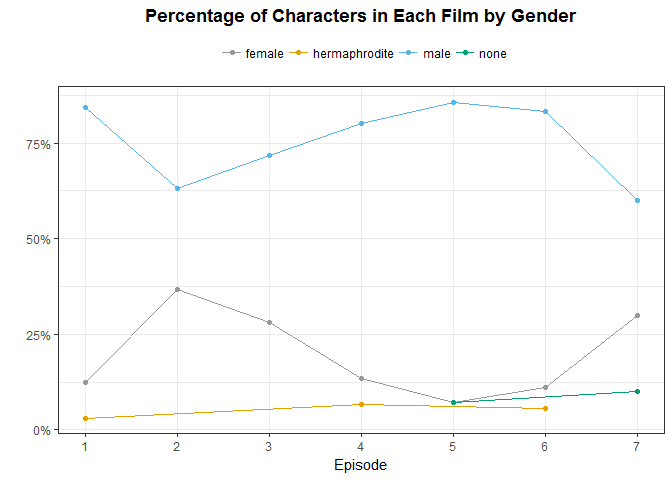 Percentage of Characters in Each Film by Gender
female hermaphrodite male none
75%
50%
25%
0%
1 2 3 4 5 6 7
Episode